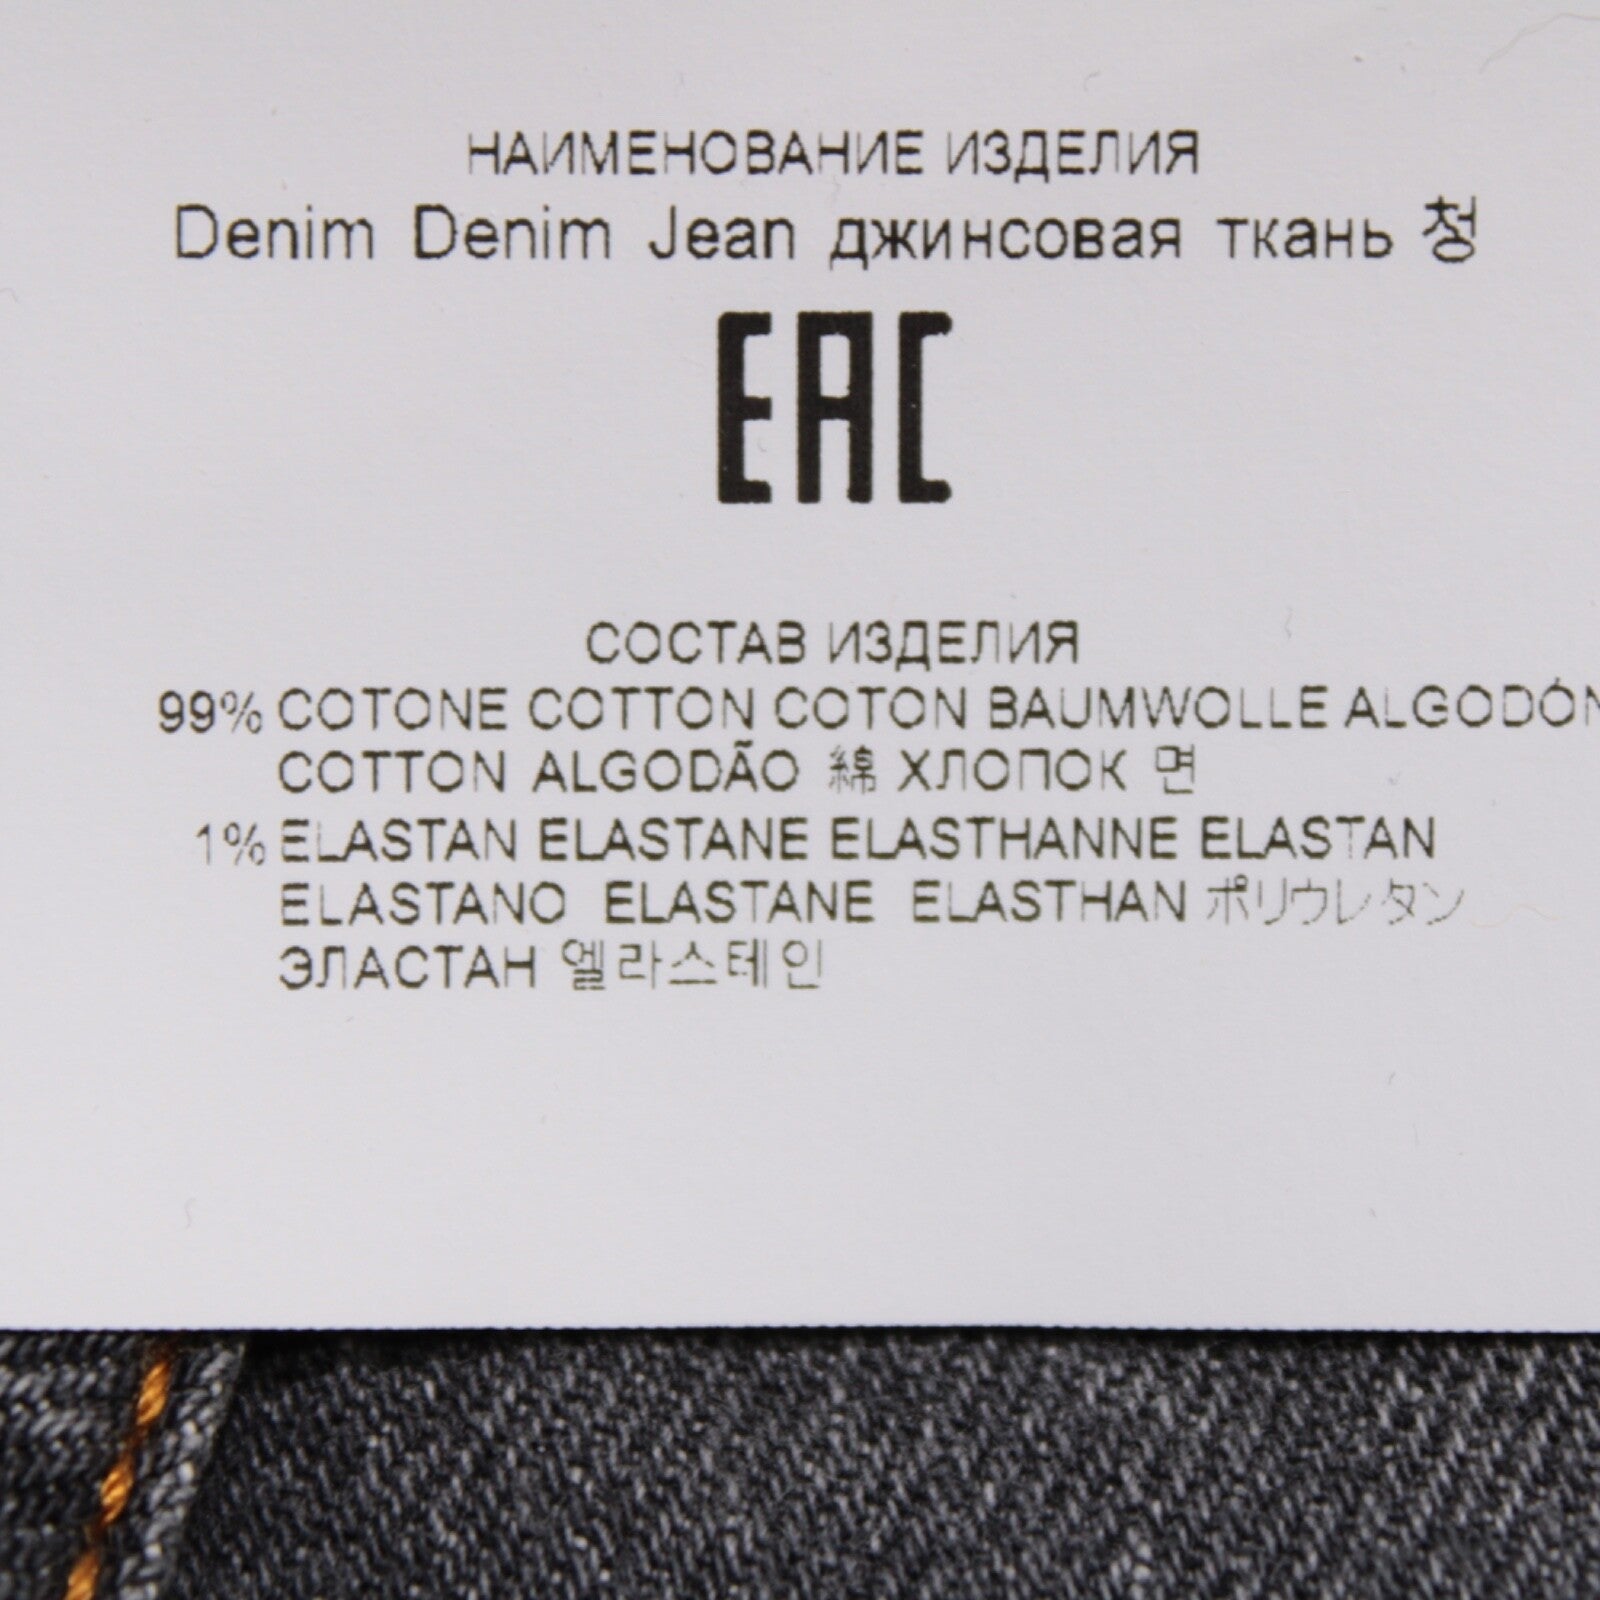 НАИМЕНОВАНИЕ ИЗДЕЛИЯ
Denim Denim Jean джинсовая ткань 청
EAC
СОСТАВ ИЗДЕЛИЯ
99% COTONE COTTON COTON BAUMWOLLE ALGODÓN
COTTON ALGODÃO 綿 ХЛОПОК 면
1% ELASTAN ELASTANE ELASTHANNE ELASTAN
ELASTANO ELASTANE ELASTHAN ポリウレタン
ЭЛАСТАН 엘라스테인